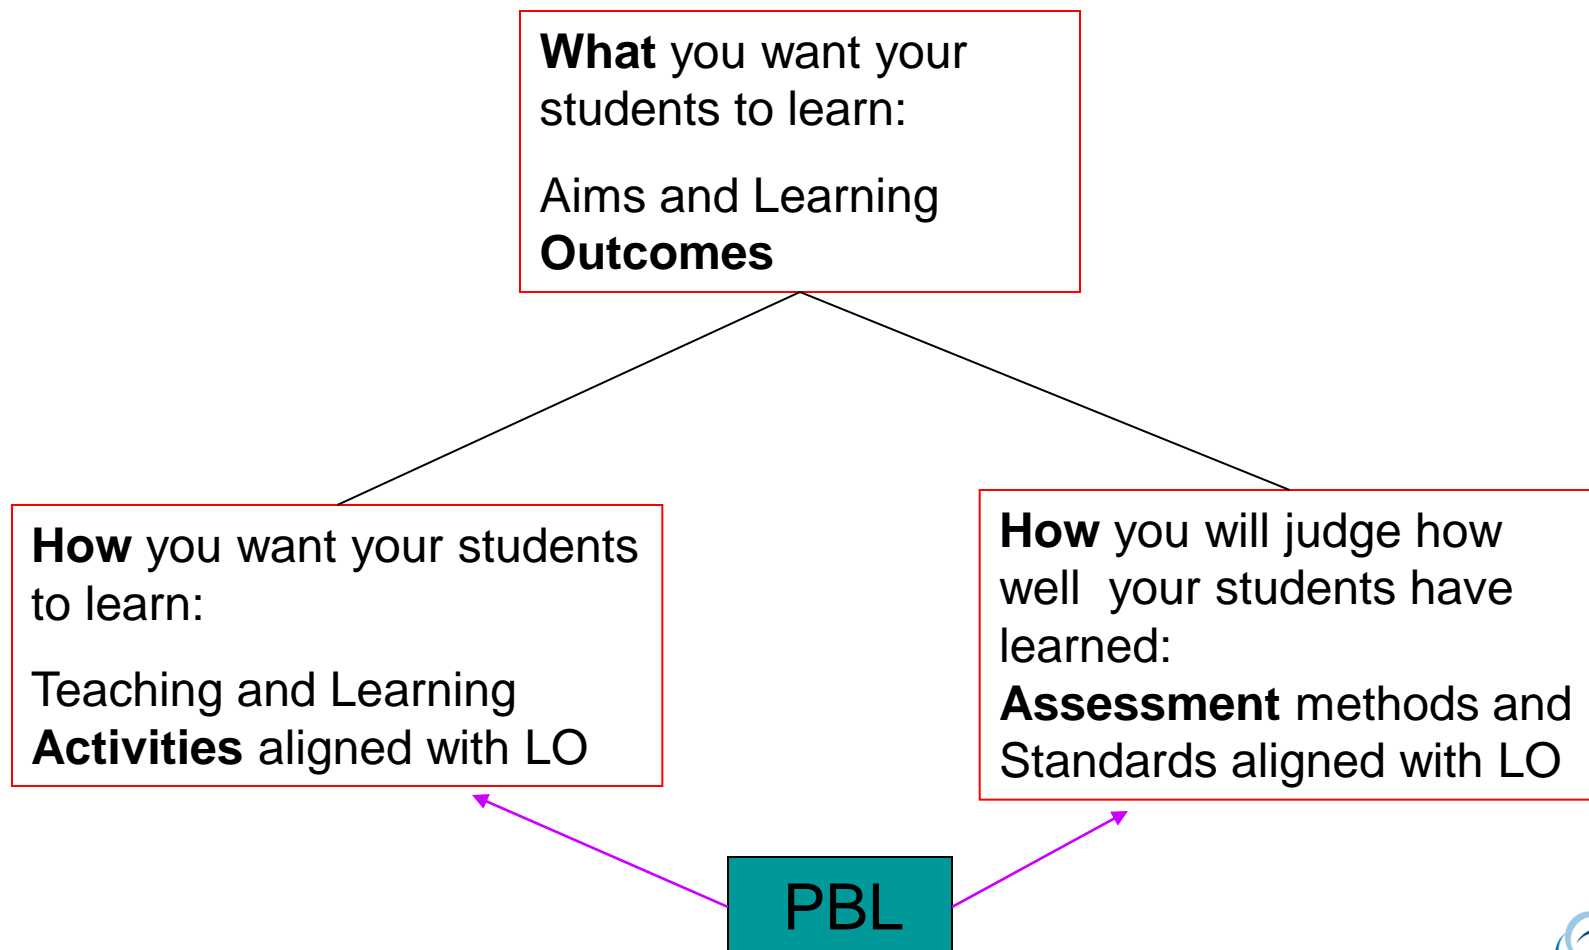 What you want your
students to learn:
Aims and Learning
Outcomes
How you want your students
to learn:
Teaching and Learning
Activities aligned with LO
How you will judge how
well  your students have
learned:
Assessment methods and
Standards aligned with LO
PBL